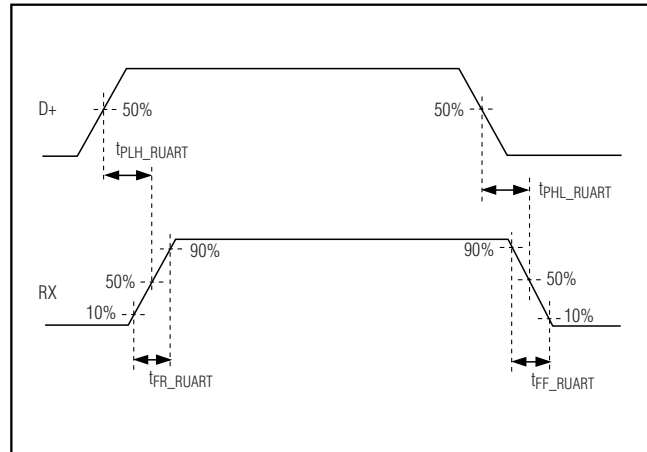 D+
50%
50%
tPLH_RUART
tPHL_RUART
RX
90%
90%
50%
50%
10%
10%
tFR_RUART
tFF_RUART